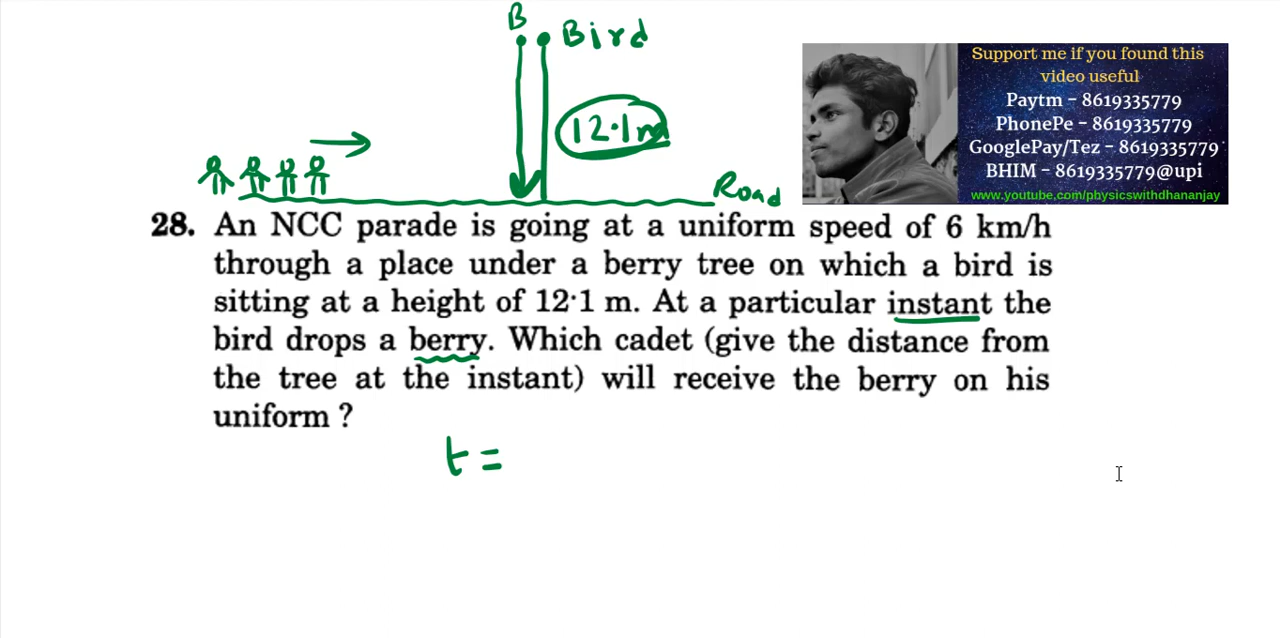 B
Bird
12.1m
Road
Support me if you found this
video useful
Paytm - 8619335779
PhonePe - 8619335779
GooglePay/Tez - 8619335779
BHIM - 8619335779@upi
www.youtube.com/physicswithdhananjay
28. An NCC parade is going at a uniform speed of 6 km/h
through a place under a berry tree on which a bird is
sitting at a height of 12·1 m. At a particular instant the
bird drops a berry. Which cadet (give the distance from
the tree at the instant) will receive the berry on his
uniform ?
t =